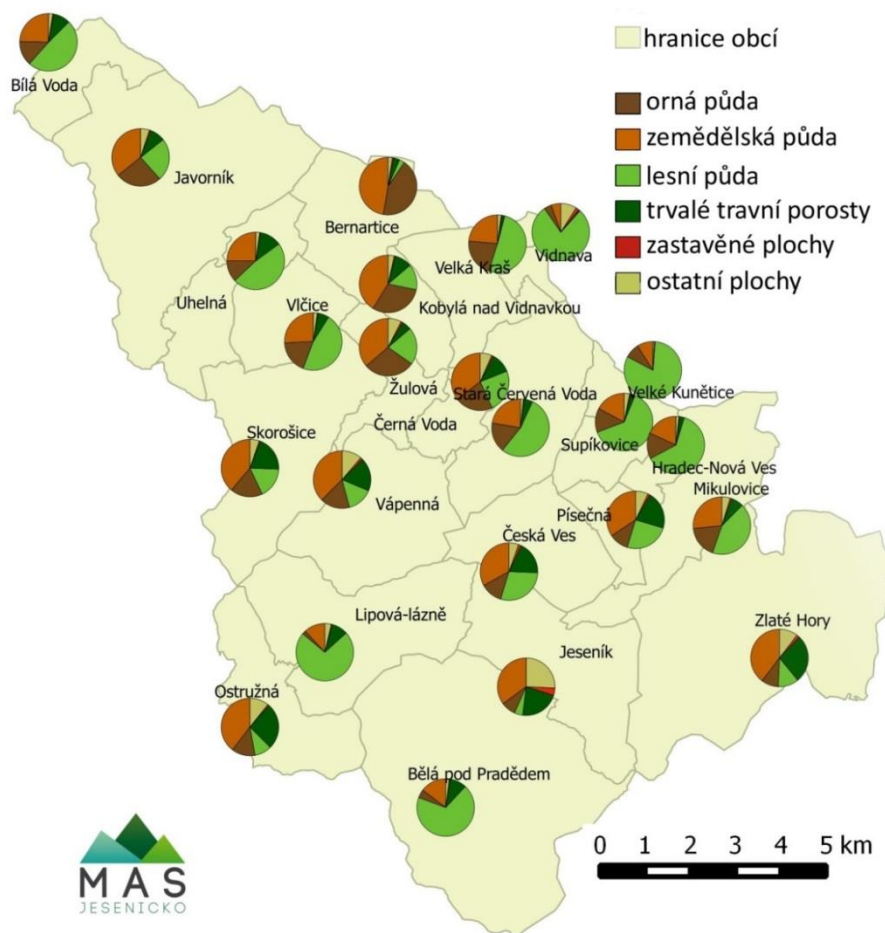 hranice obcí
orná půda
zemědělská půda
lesní půda
trvalé travní porosty
zastavěné plochy
ostatní plochy
Bílá Voda
Javorník
Bernartice
Velká Kraš
Vidnava
Uhelná
Vlčice
Kobylá nad Vidnavkou
Žulová
Stará Červená Voda
Velké Kunětice
Černá Voda
Supíkovice
Skorošice
Hradec-Nová Ves
Mikulovice
Vápenná
Písečná
Česká Ves
Lipová-lázně
Zlaté Hory
Jeseník
Ostružná
Bělá pod Pradědem
0 1 2 3 4 5 km
MAS
JESENICKO